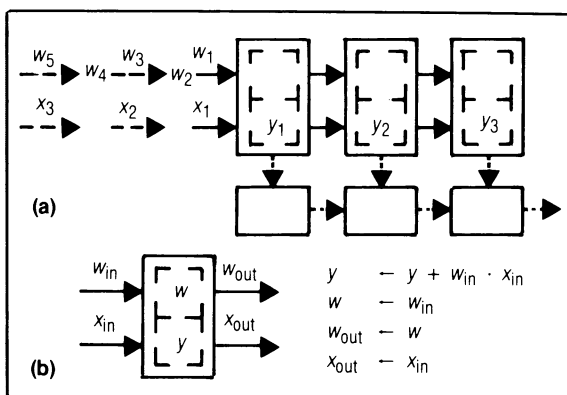 w5 w4 w3 w2 w1
x3 x2 x1 y1 y2 y3
(a)
win w wout y ← y + win · xin
w ← win
xin y xout wout ← w
xout ← xin
(b)